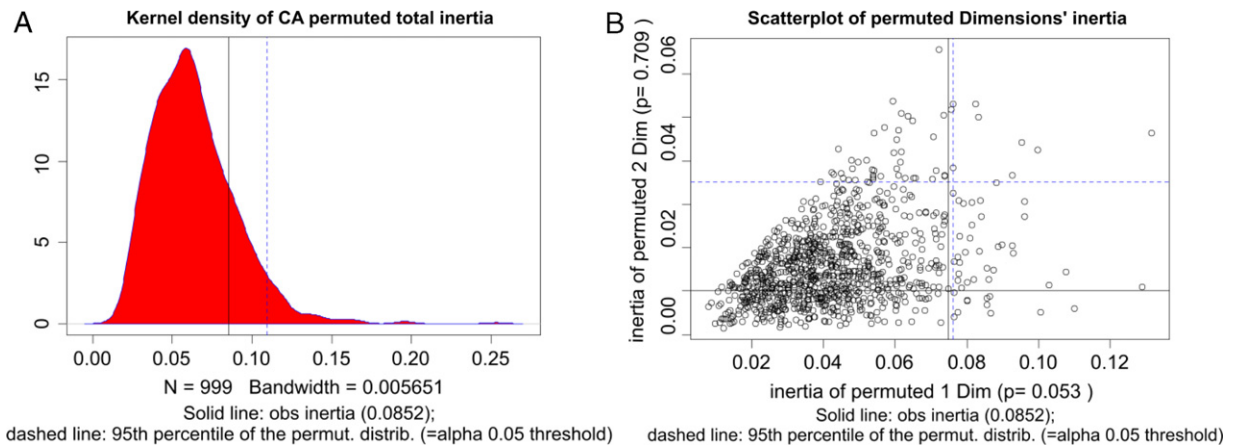 A
Kernel density of CA permuted total inertia
15
10
5
0
0.00 0.05 0.10 0.15 0.20 0.25
N = 999 Bandwidth = 0.005651
Solid line: obs inertia (0.0852);
dashed line: 95th percentile of the permut. distrib. (=alpha 0.05 threshold)
B
Scatterplot of permuted Dimensions' inertia
inertia of permuted 2 Dim (p= 0.709 )
0.06
0.04
0.02
0.00
0.02 0.04 0.06 0.08 0.10 0.12
inertia of permuted 1 Dim (p= 0.053 )
Solid line: obs inertia (0.0852);
dashed line: 95th percentile of the permut. distrib. (=alpha 0.05 threshold)